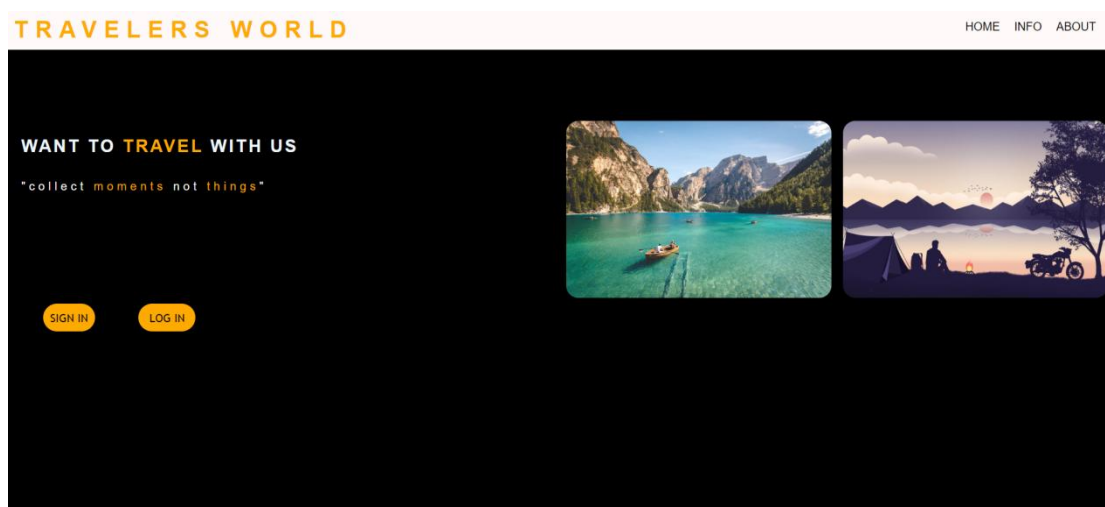 TRAVELERS WORLD
HOME INFO ABOUT
WANT TO TRAVEL WITH US
"collect moments not things"
SIGN IN LOG IN